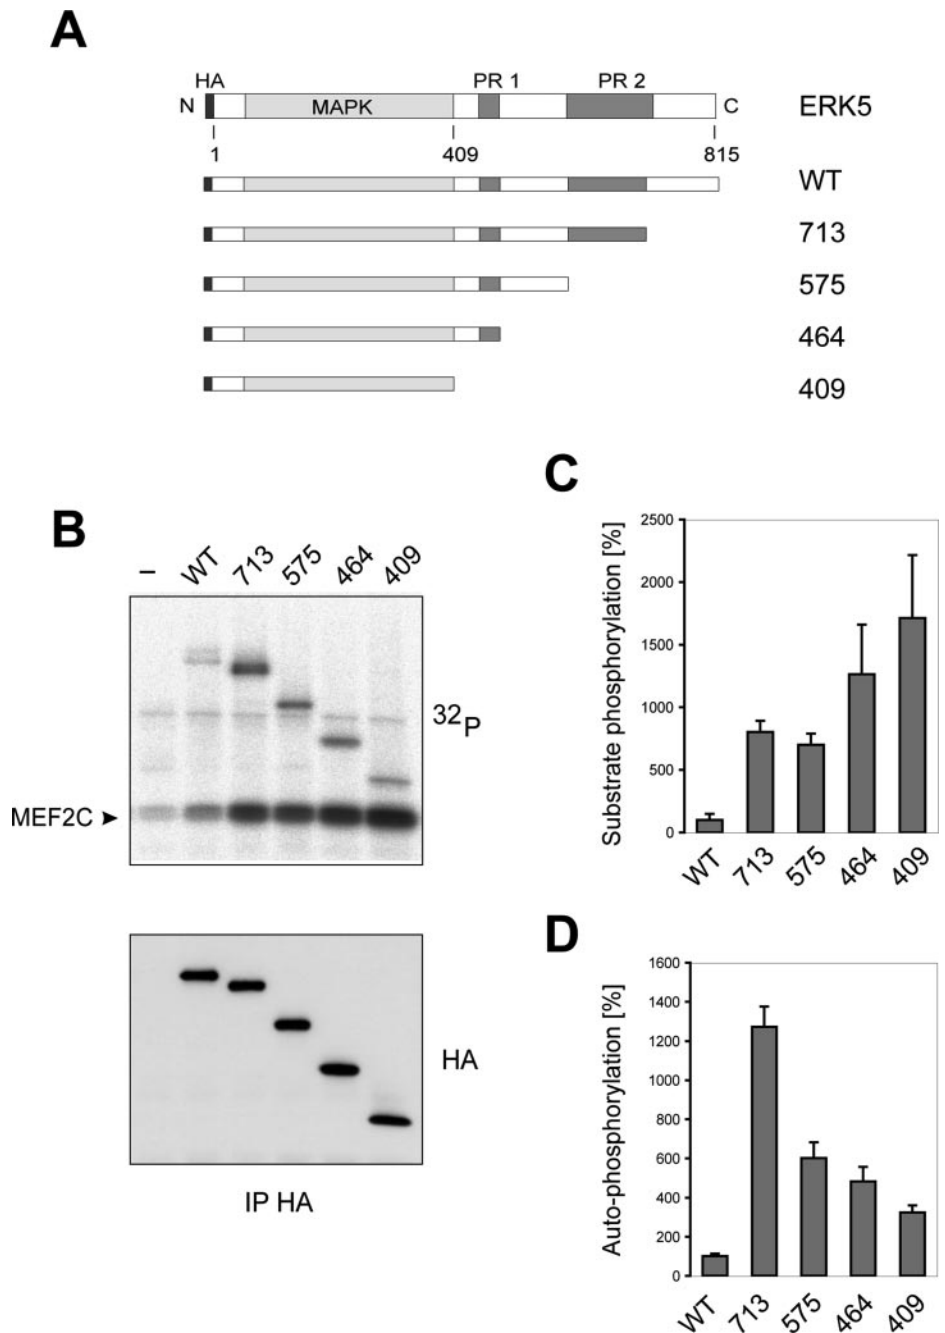 A
HA PR 1 PR 2
N MAPK C ERK5
1 409 815
WT
713
575
464
409
B
– WT 713 575 464 409
32P
MEF2C
HA
IP HA
C
Substrate phosphorylation [%]
2500
2000
1500
1000
500
0
WT 713 575 464 409
D
Auto-phosphorylation [%]
1600
1400
1200
1000
800
600
400
200
0
WT 713 575 464 409